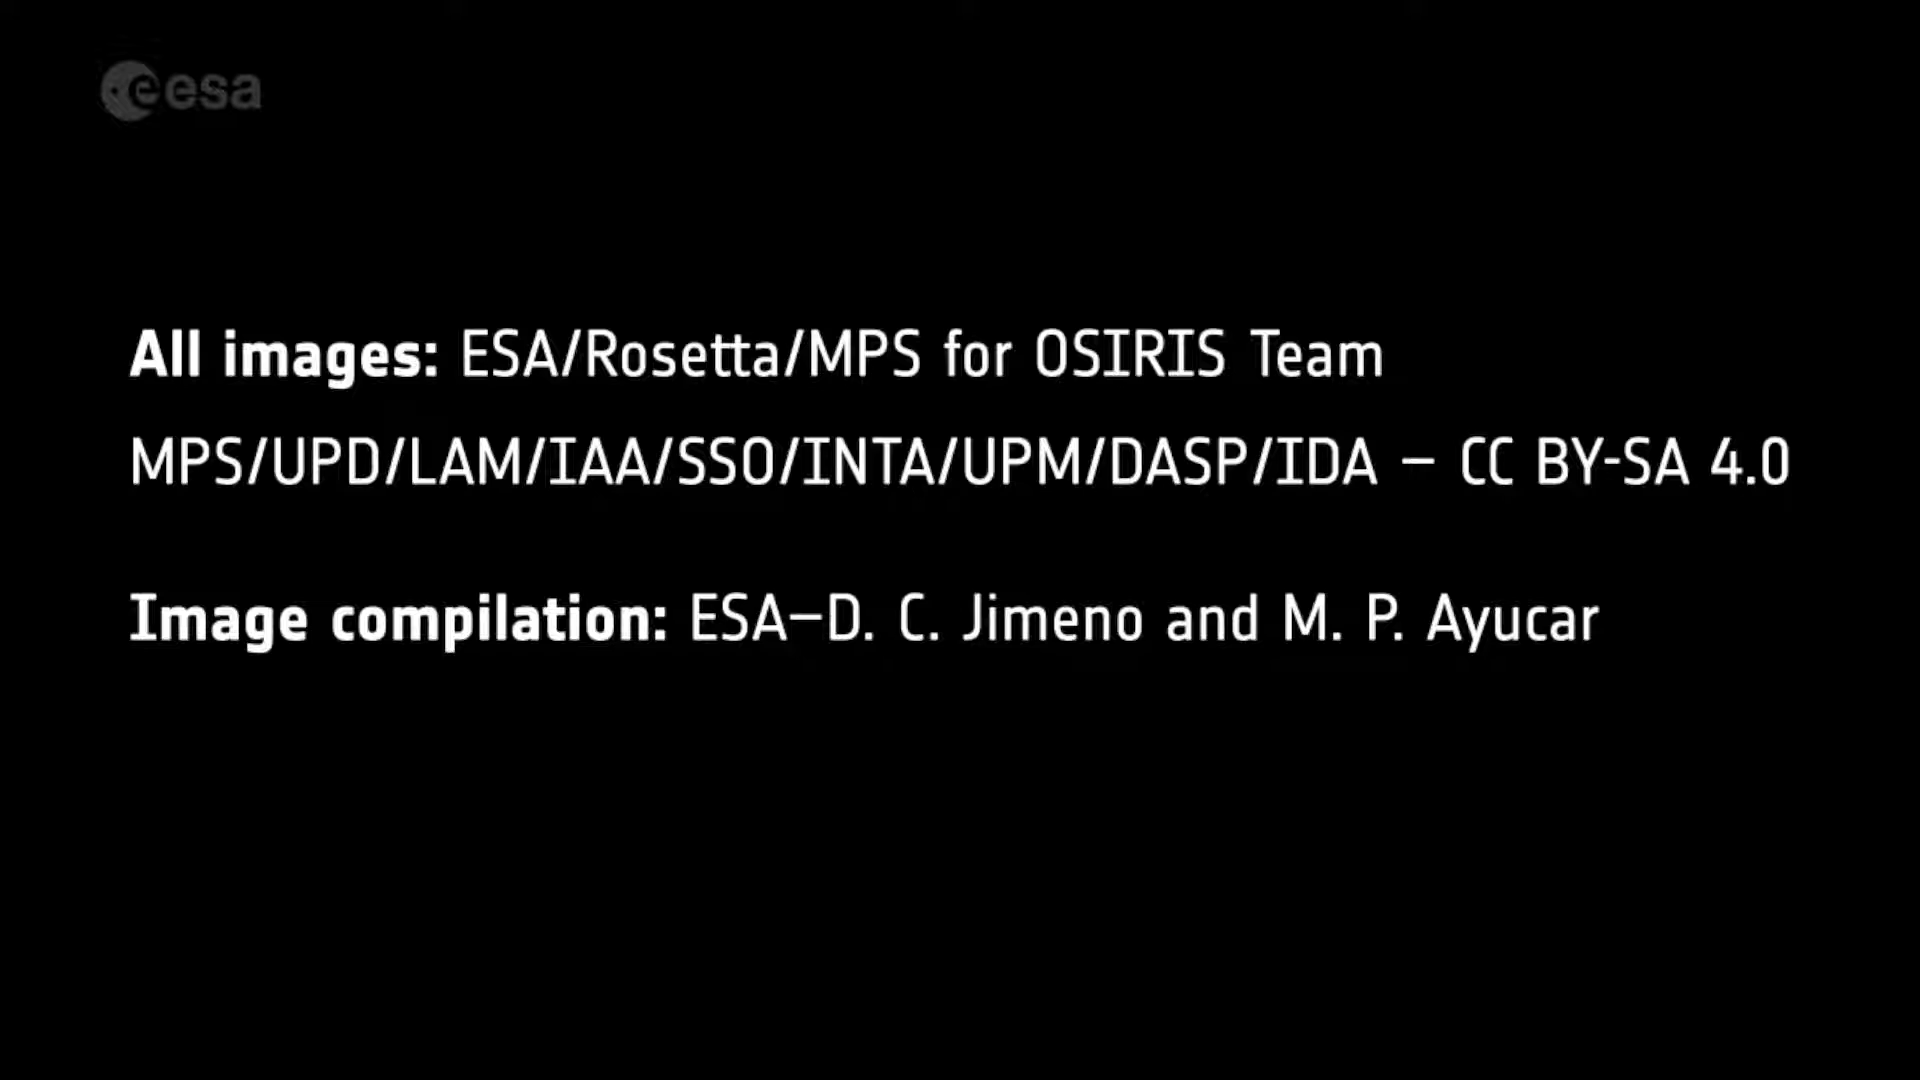 esa
All images: ESA/Rosetta/MPS for OSIRIS Team
MPS/UPD/LAM/IAA/SSO/INTA/UPM/DASP/IDA – CC BY-SA 4.0
Image compilation: ESA–D. C. Jimeno and M. P. Ayucar